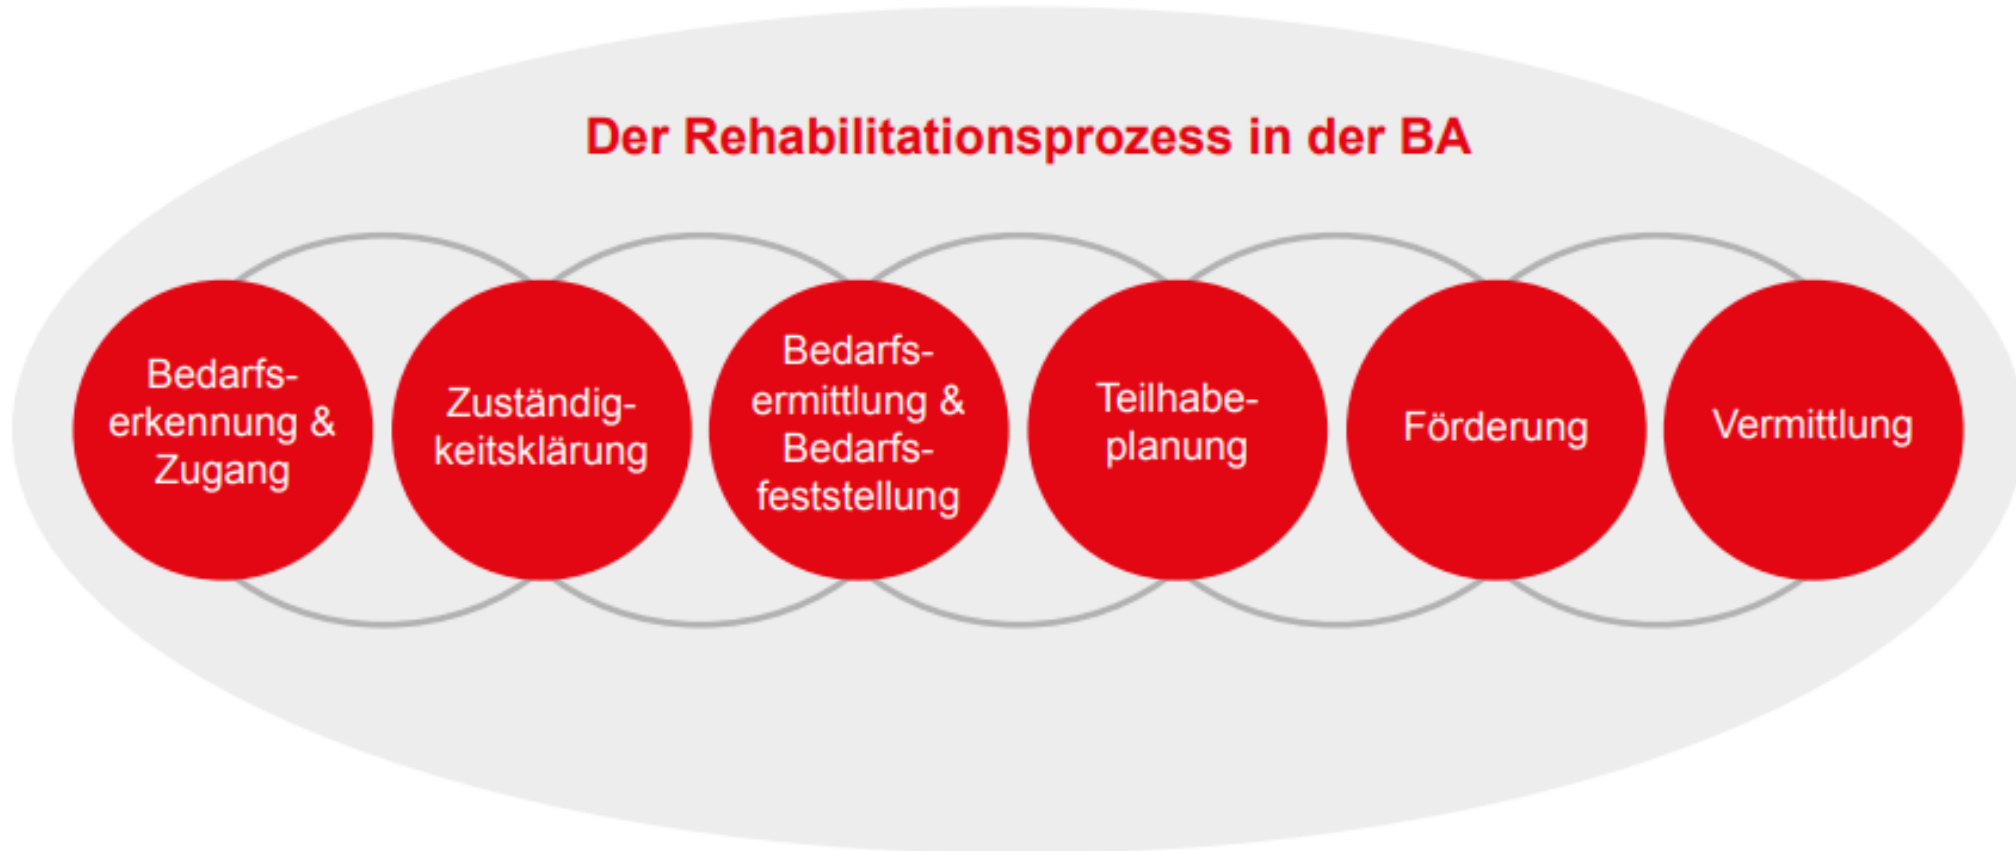 Der Rehabilitationsprozess in der BA
Bedarfs-
erkennung &
Zugang
Zuständig-
keitsklärung
Bedarfs-
ermittlung &
Bedarfs-
feststellung
Teilhabe-
planung
Förderung
Vermittlung